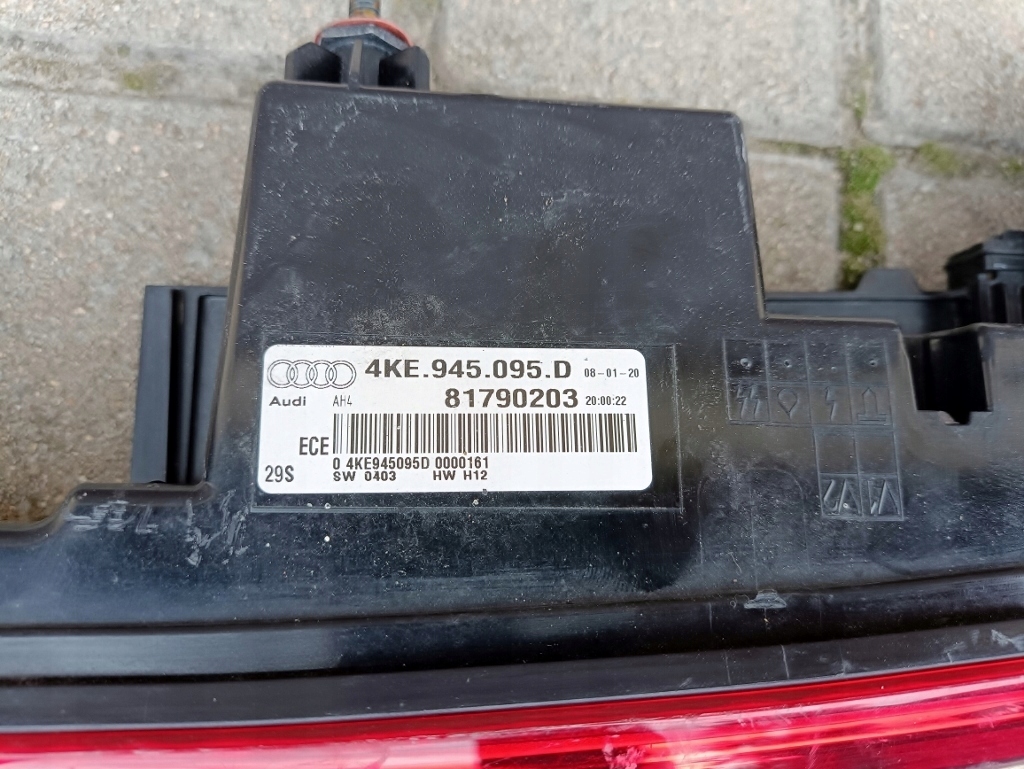 4KE.945.095.D 08-01-20
Audi AH4 81790203 20:00:22
ECE
0 4KE945095D 0000161
29S SW 0403 HW H12